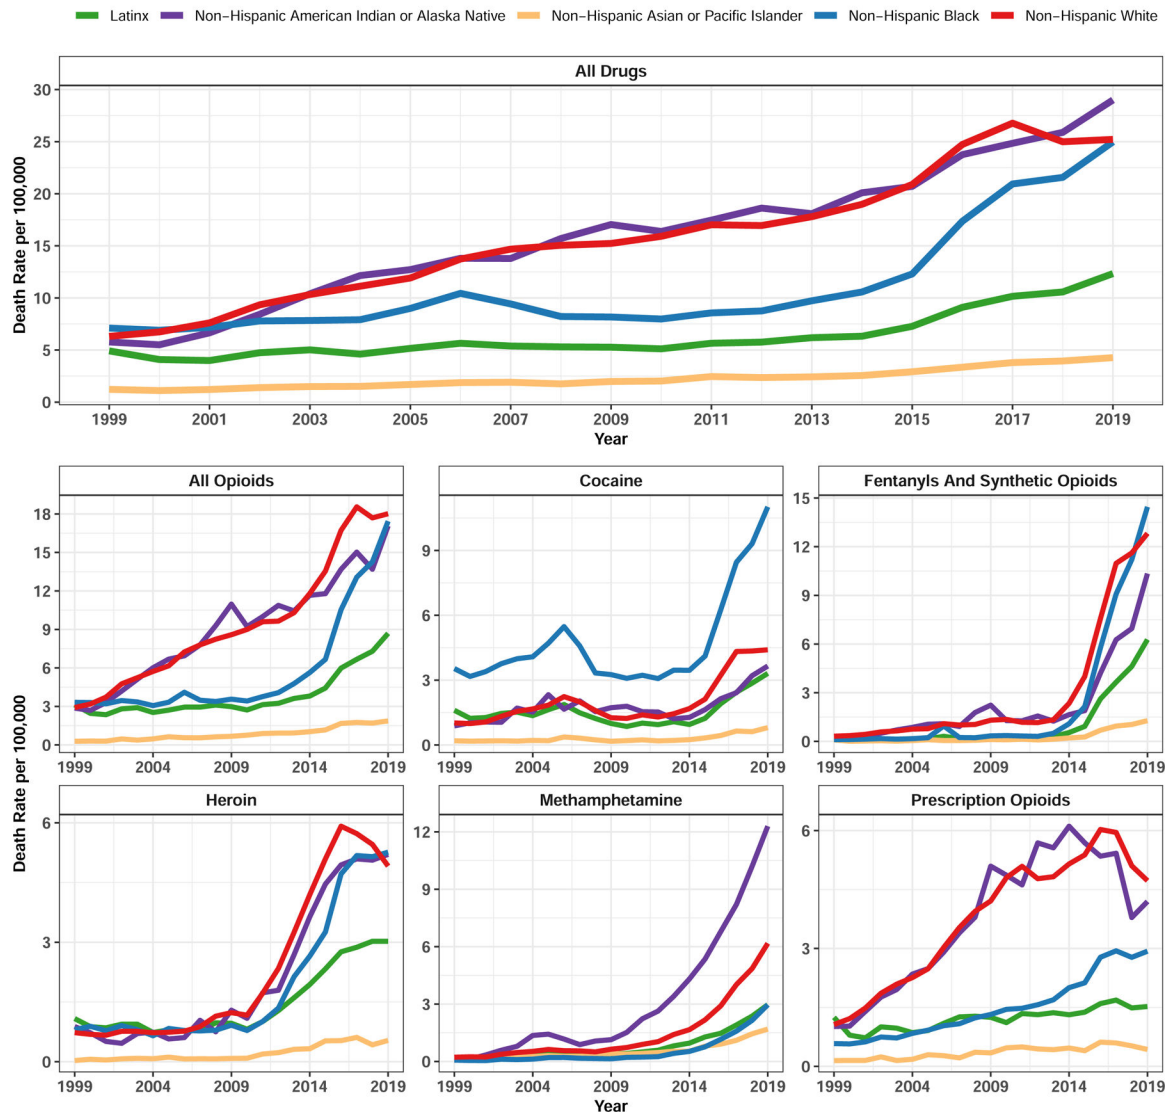 Latinx Non-Hispanic American Indian or Alaska Native Non-Hispanic Asian or Pacific Islander Non-Hispanic Black Non-Hispanic White
All Drugs
30
25
20
15
10
5
0
Death Rate per 100,000
1999 2001 2003 2005 2007 2009 2011 2013 2015 2017 2019
Year
All Opioids
18
15
12
9
6
3
0
1999 2004 2009 2014 2019
Cocaine
9
6
3
0
1999 2004 2009 2014 2019
Fentanyls And Synthetic Opioids
15
12
9
6
3
0
1999 2004 2009 2014 2019
Death Rate per 100,000
Heroin
6
3
0
1999 2004 2009 2014 2019
Methamphetamine
12
9
6
3
0
1999 2004 2009 2014 2019
Prescription Opioids
6
3
0
1999 2004 2009 2014 2019
Year